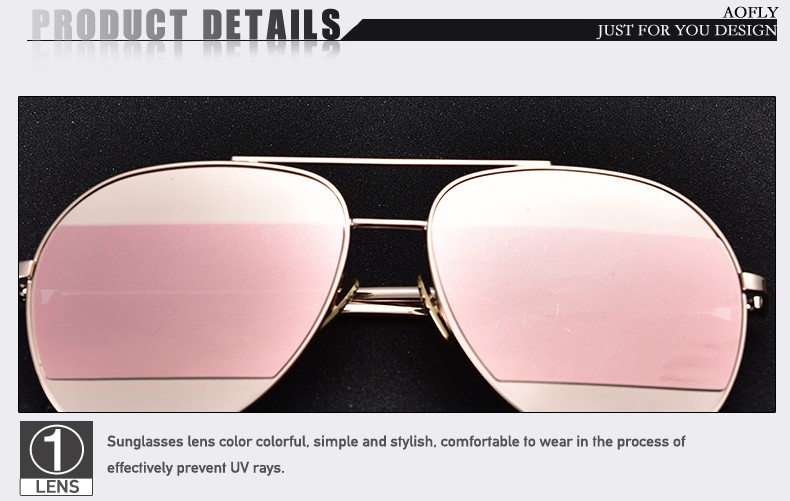 PRODUCT DETAILS
AOFLY
JUST FOR YOU DESIGN
1
LENS
Sunglasses lens color colorful, simple and stylish, comfortable to wear in the process of
effectively prevent UV rays.